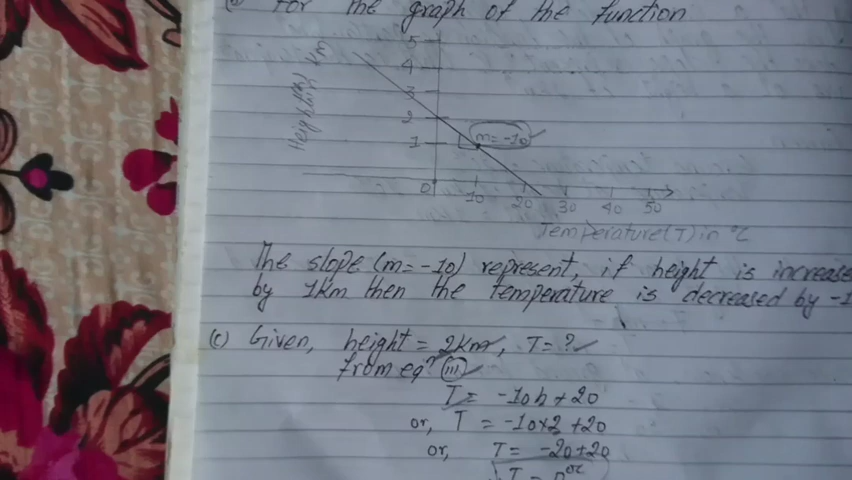 For the graph of the function
5
4
3
2
1
0
10
20
30
40
50
m= -10
Temperature(T) in °C
The slope (m= -10) represent, if height is increase
by 1km then the temperature is decreased by -1
(c) Given, height = 2km, T=?
from eqn (iii)
T= -10h + 20
or, T = -10×2 +20
or, T= -20+20